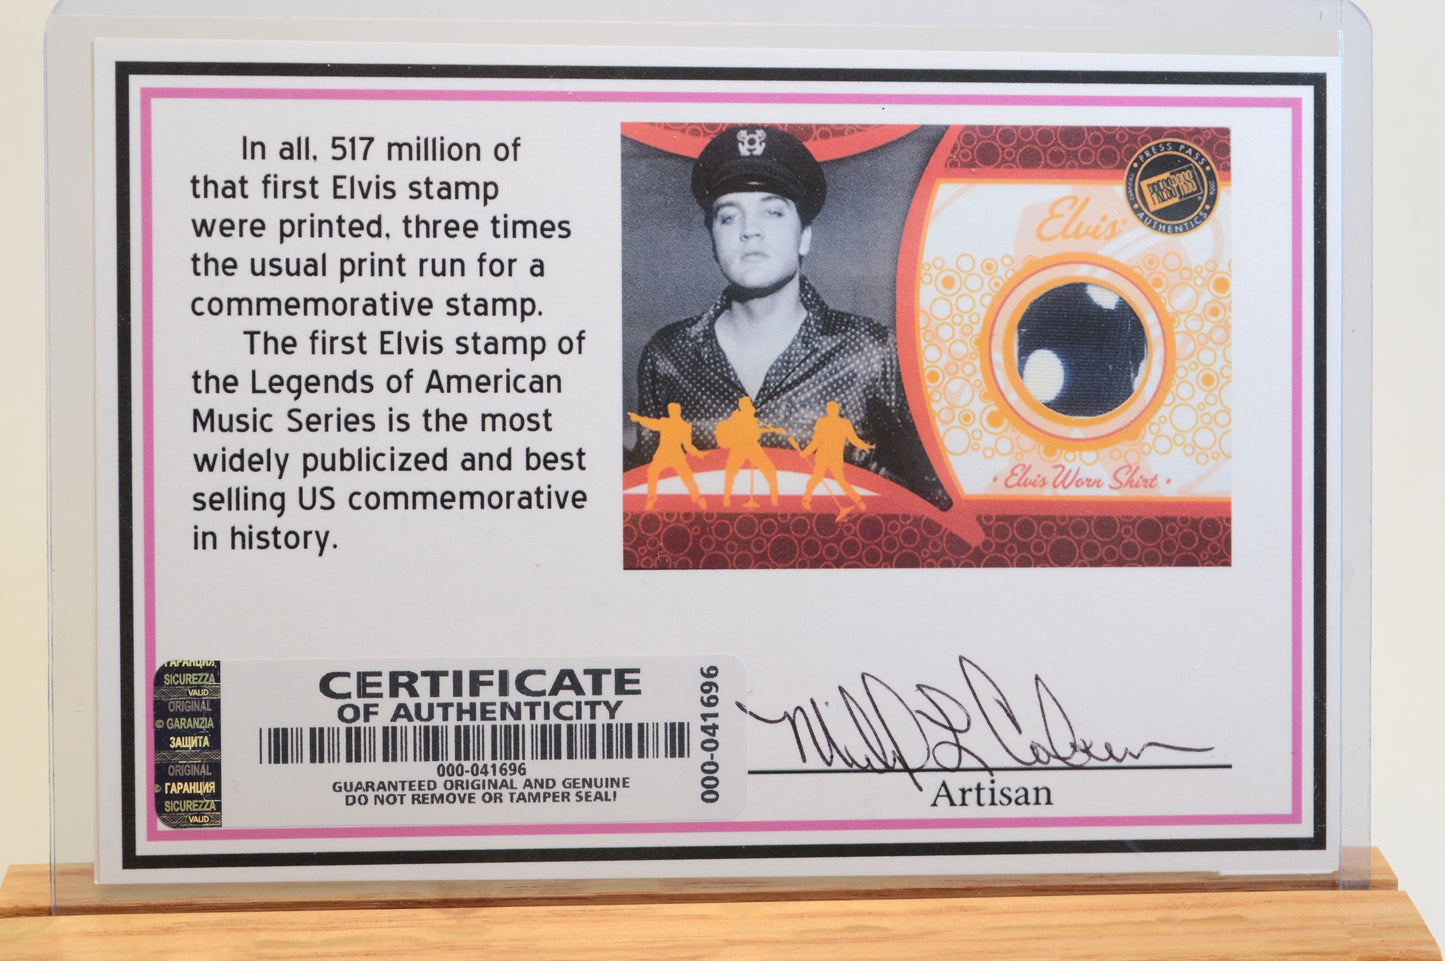 In all, 517 million of
that first Elvis stamp
were printed, three times
the usual print run for a
commemorative stamp.
The first Elvis stamp of
the Legends of American
Music Series is the most
widely publicized and best
selling US commemorative
in history.
PRESS PASS
PRESS PASS
AUTHENTICS
Elvis
• Elvis Worn Shirt •
ГАРАНЦИЯ
SICUREZZA
VALID
ORIGINAL
© GARANZIA
ЗАЩИТА
ORIGINAL
© ГАРАНЦИЯ
SICUREZZA
VALID
CERTIFICATE
OF AUTHENTICITY
000-041696
GUARANTEED ORIGINAL AND GENUINE
DO NOT REMOVE OR TAMPER SEAL!
000-041696
Artisan